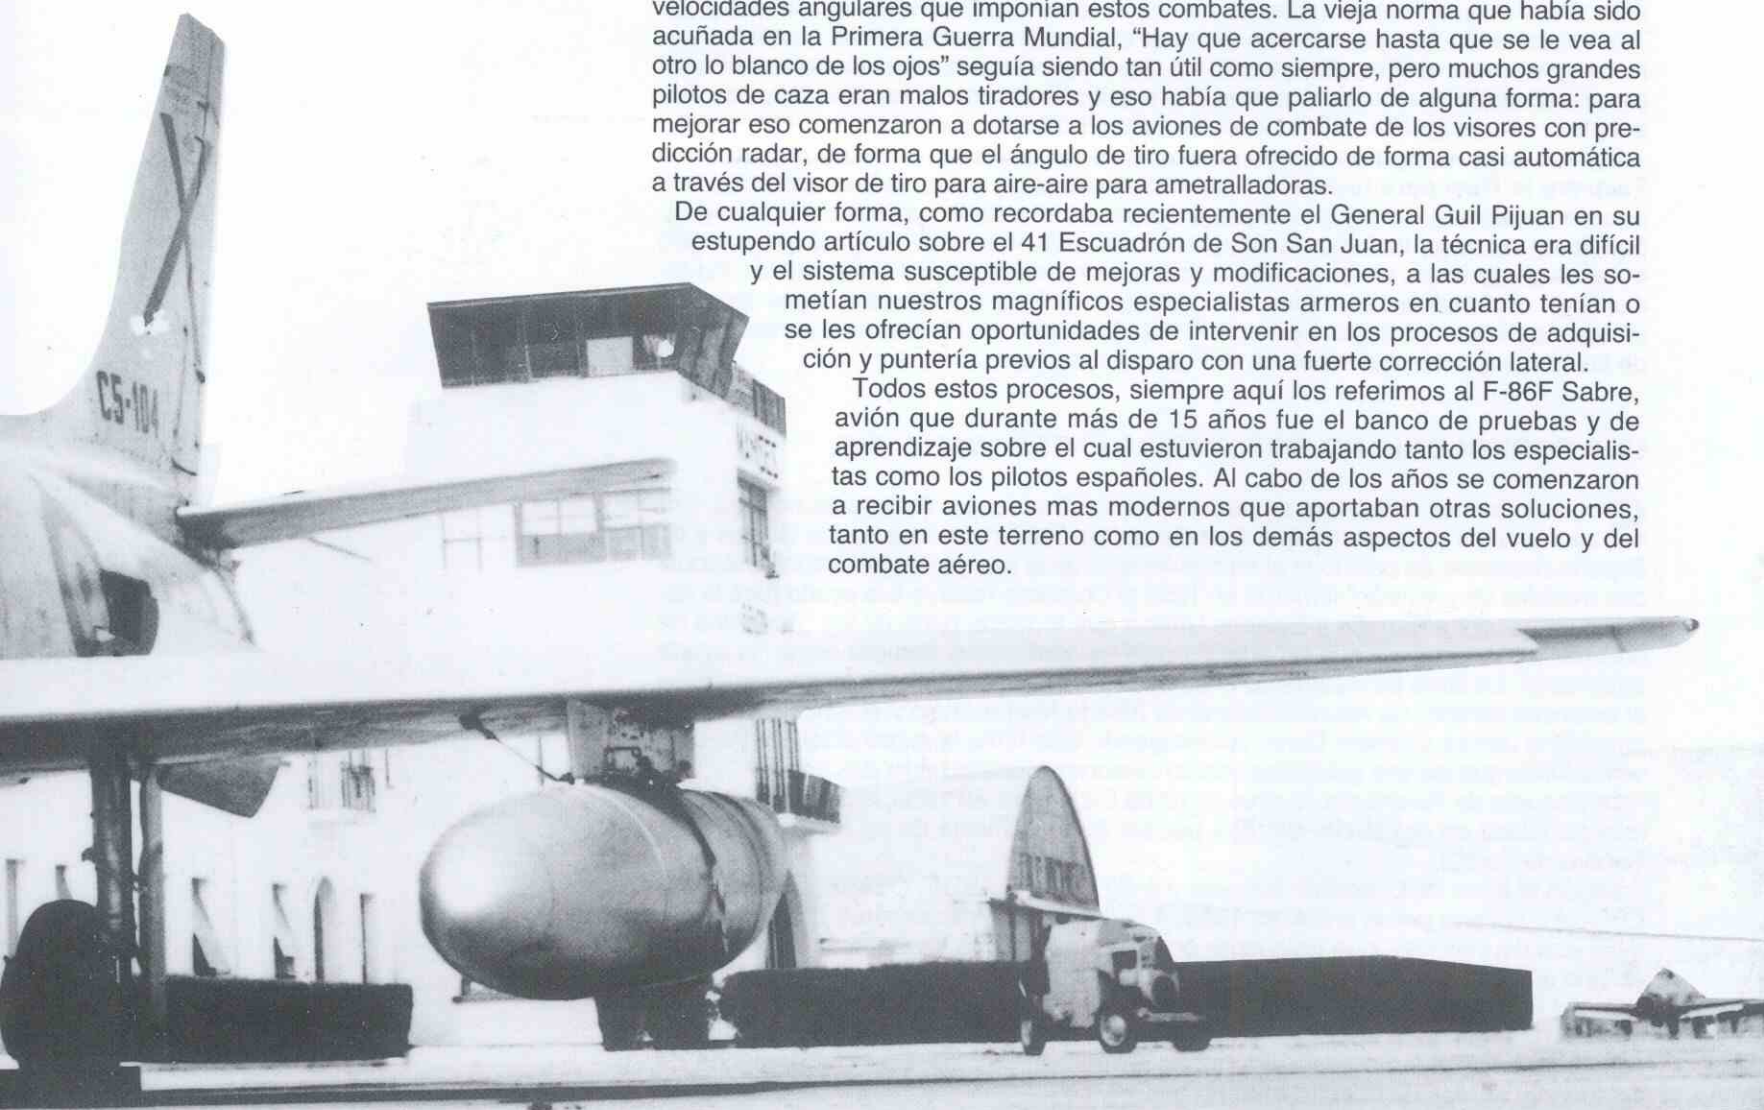 velocidades angulares que imponían estos combates. La vieja norma que había sido
acuñada en la Primera Guerra Mundial, “Hay que acercarse hasta que se le vea al
otro lo blanco de los ojos” seguía siendo tan útil como siempre, pero muchos grandes
pilotos de caza eran malos tiradores y eso había que paliarlo de alguna forma: para
mejorar eso comenzaron a dotarse a los aviones de combate de los visores con pre-
dicción radar, de forma que el ángulo de tiro fuera ofrecido de forma casi automática
a través del visor de tiro para aire-aire para ametralladoras.
De cualquier forma, como recordaba recientemente el General Guil Pijuan en su
estupendo artículo sobre el 41 Escuadrón de Son San Juan, la técnica era difícil
y el sistema susceptible de mejoras y modificaciones, a las cuales les so-
metían nuestros magníficos especialistas armeros en cuanto tenían o
se les ofrecían oportunidades de intervenir en los procesos de adquisi-
ción y puntería previos al disparo con una fuerte corrección lateral.
Todos estos procesos, siempre aquí los referimos al F-86F Sabre,
avión que durante más de 15 años fue el banco de pruebas y de
aprendizaje sobre el cual estuvieron trabajando tanto los especialis-
tas como los pilotos españoles. Al cabo de los años se comenzaron
a recibir aviones mas modernos que aportaban otras soluciones,
tanto en este terreno como en los demás aspectos del vuelo y del
combate aéreo.
C5-104